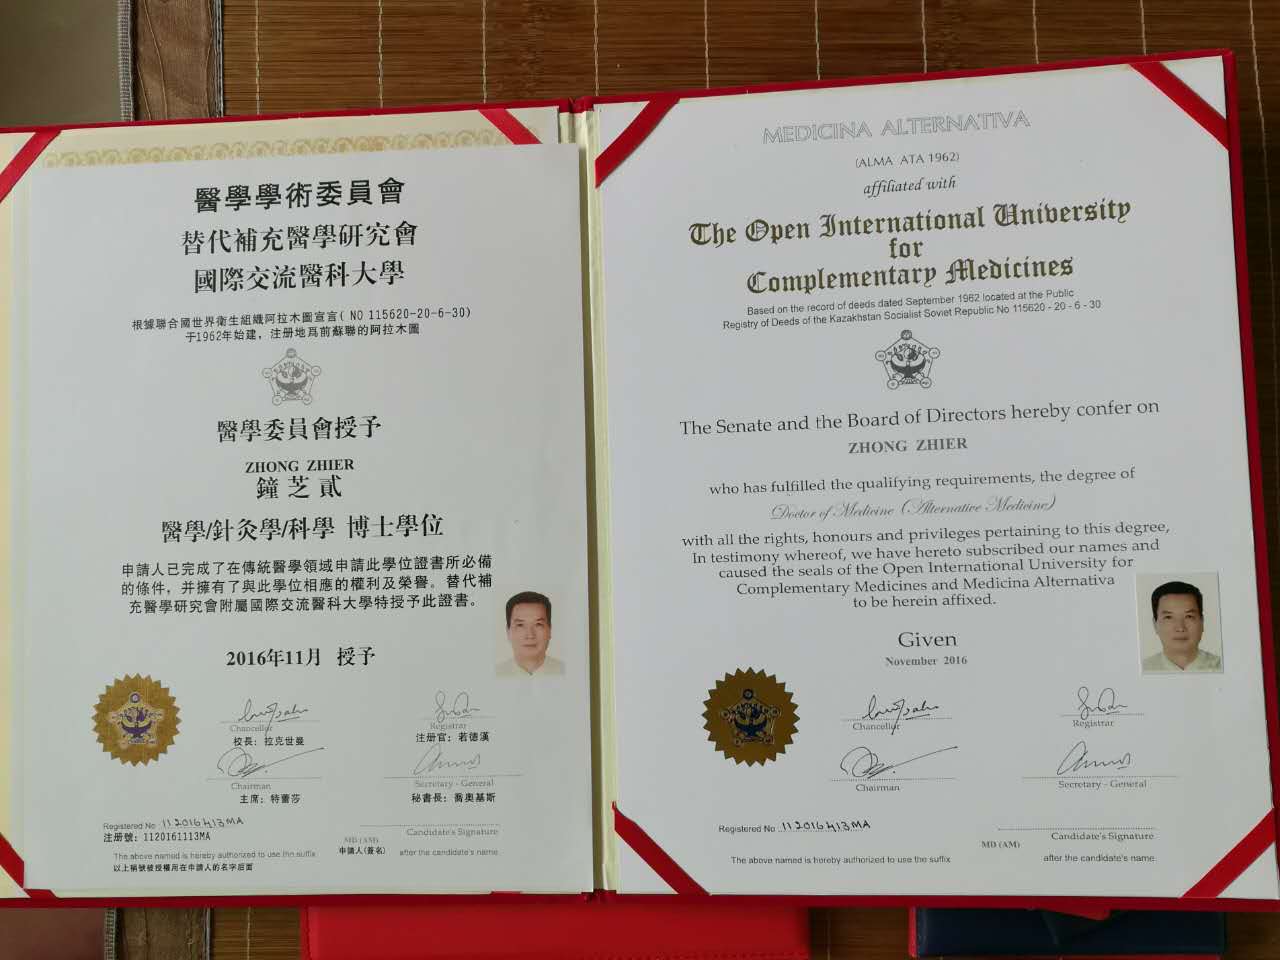 醫學學術委員會
替代補充醫學研究會
國際交流醫科大學
根據聯合國世界衛生組織阿拉木圖宣言( NO 115620-20-6-30)
于1962年始建，注册地爲前蘇聯的阿拉木圖
醫學委員會授予
ZHONG ZHIER
鐘芝貳
醫學/針灸學/科學 博士學位
申請人已完成了在傳統醫學領域申請此學位證書所必備
的條件，并擁有了與此學位相應的權利及榮譽。替代補
充醫學研究會附屬國際交流醫科大學特授予此證書。
2016年11月 授予
Chancellor
校長：拉克世曼
Registrar
注册官：若德漢
Chairman
主席：特蕾莎
Secretary - General
秘書長：喬奧基斯
Registered No 11201611113MA
注册號：1120161113MA
MD (AM)
Candidate's Signature
申請人(簽名)
The above named is hereby authorized to use the suffix
after the candidate's name
以上稱號被授權用在申請人的名字后面
MEDICINA ALTERNATIVA
(ALMA ATA 1962)
affiliated with
The Open International University
for
Complementary Medicines
Based on the record of deeds dated September 1962 located at the Public
Registry of Deeds of the Kazakhstan Socialist Soviet Republic No 115620 - 20 - 6 - 30
The Senate and the Board of Directors hereby confer on
ZHONG ZHIER
who has fulfilled the qualifying requirements, the degree of
Doctor of Medicine (Alternative Medicine)
with all the rights, honours and privileges pertaining to this degree,
In testimony whereof, we have hereto subscribed our names and
caused the seals of the Open International University for
Complementary Medicines and Medicina Alternativa
to be herein affixed.
Given
November 2016
Chancellor
Registrar
Chairman
Secretary - General
Registered No
Candidate's Signature
MD (AM)
The above named is hereby authorized to use the suffix
after the candidate's name